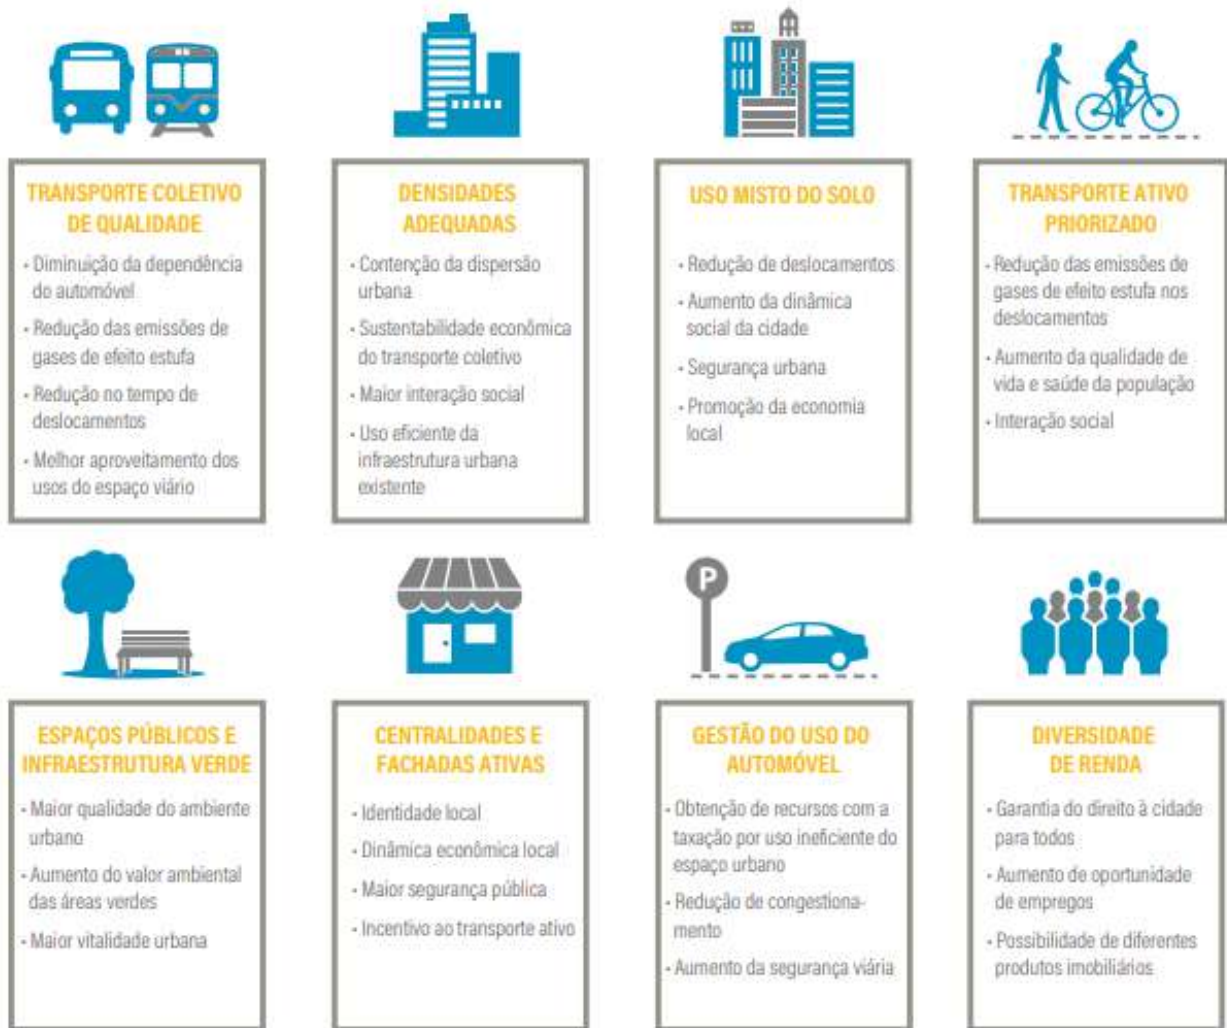 TRANSPORTE COLETIVO
DE QUALIDADE
• Diminuição da dependência
do automóvel
• Redução das emissões de
gases de efeito estufa
• Redução no tempo de
deslocamentos
• Melhor aproveitamento dos
usos do espaço viário
DENSIDADES
ADEQUADAS
• Contenção da dispersão
urbana
• Sustentabilidade econômica
do transporte coletivo
• Maior interação social
• Uso eficiente da
infraestrutura urbana
existente
USO MISTO DO SOLO
• Redução de deslocamentos
• Aumento da dinâmica
social da cidade
• Segurança urbana
• Promoção da economia
local
TRANSPORTE ATIVO
PRIORIZADO
• Redução das emissões de
gases de efeito estufa nos
deslocamentos
• Aumento da qualidade de
vida e saúde da população
• Interação social
ESPAÇOS PÚBLICOS E
INFRAESTRUTURA VERDE
• Maior qualidade do ambiente
urbano
• Aumento do valor ambiental
das áreas verdes
• Maior vitalidade urbana
CENTRALIDADES E
FACHADAS ATIVAS
• Identidade local
• Dinâmica econômica local
• Maior segurança pública
• Incentivo ao transporte ativo
P
GESTÃO DO USO DO
AUTOMÓVEL
• Obtenção de recursos com a
taxação por uso ineficiente do
espaço urbano
• Redução de congestiona-
mento
• Aumento da segurança viária
DIVERSIDADE
DE RENDA
• Garantia do direito à cidade
para todos
• Aumento de oportunidade
de empregos
• Possibilidade de diferentes
produtos imobiliários